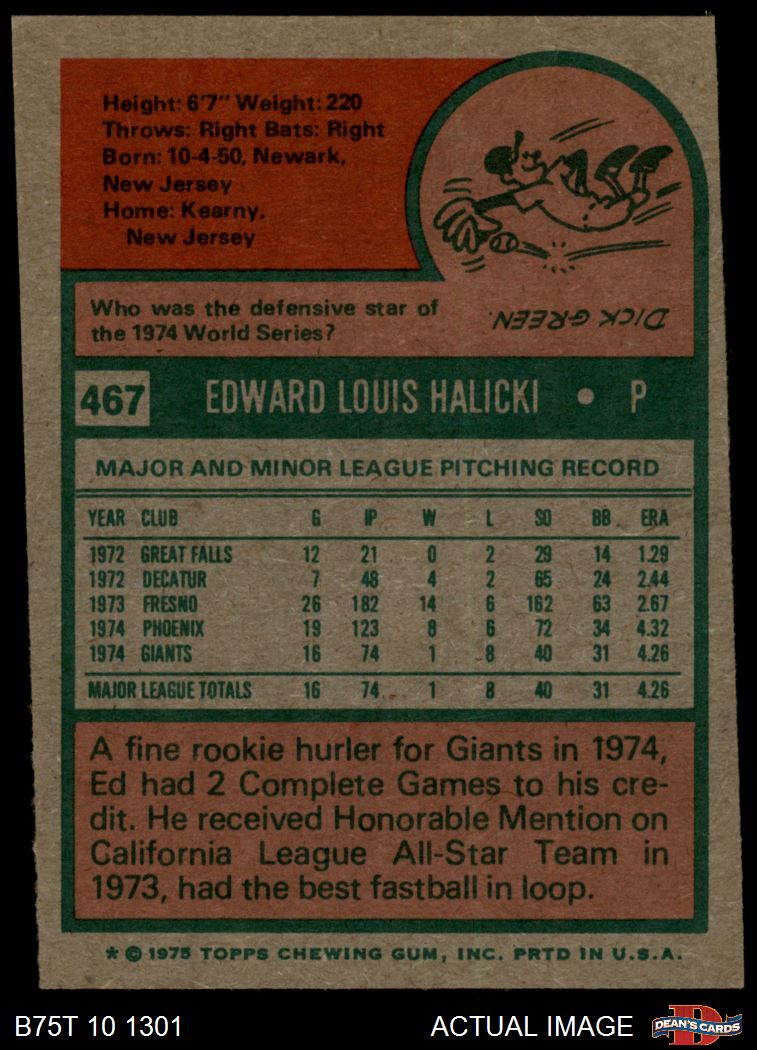 Height: 6'7" Weight: 220
Throws: Right Bats: Right
Born: 10-4-50, Newark,
New Jersey
Home: Kearny,
New Jersey
Who was the defensive star of
the 1974 World Series?
DICK GREEN.
467 EDWARD LOUIS HALICKI • P
MAJOR AND MINOR LEAGUE PITCHING RECORD
YEAR CLUB G IP W L SO BB ERA
1972 GREAT FALLS 12 21 0 2 29 14 1.29
1972 DECATUR 7 48 4 2 65 24 2.44
1973 FRESNO 26 182 14 6 162 63 2.67
1974 PHOENIX 19 123 8 6 72 34 4.32
1974 GIANTS 16 74 1 8 40 31 4.26
MAJOR LEAGUE TOTALS 16 74 1 8 40 31 4.26
A fine rookie hurler for Giants in 1974,
Ed had 2 Complete Games to his cre-
dit. He received Honorable Mention on
California League All-Star Team in
1973, had the best fastball in loop.
* © 1975 TOPPS CHEWING GUM, INC. PRTD IN U.S.A.
B75T 10 1301 ACTUAL IMAGE DEAN'S CARDS